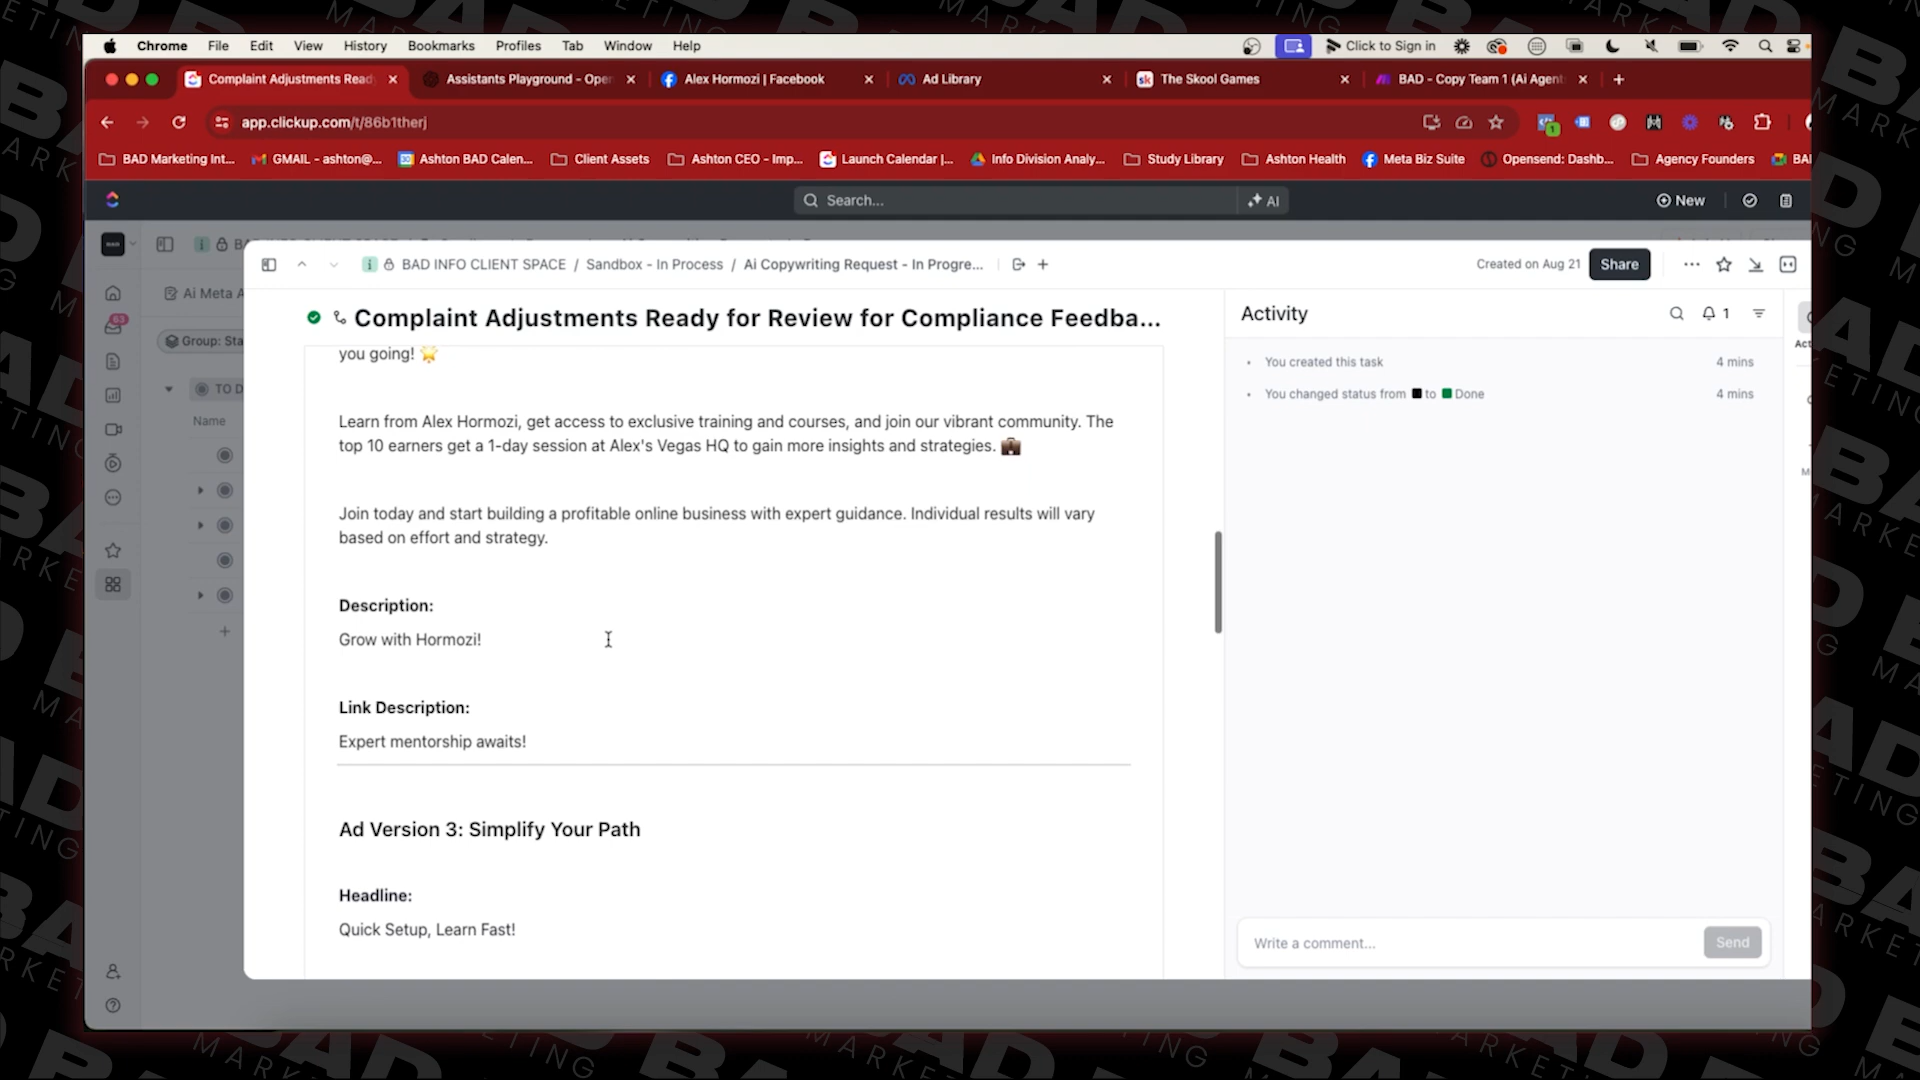 Chrome File Edit View History Bookmarks Profiles Tab Window Help Click to Sign in
Complaint Adjustments Read Assistants Playground - Ope Alex Hormozi | Facebook Ad Library The Skool Games BAD - Copy Team 1 (Ai Agent
app.clickup.com/t/86b1therj
BAD Marketing Int... GMAIL - ashton@... Ashton BAD Calen... Client Assets Ashton CEO - Imp... Launch Calendar |... Info Division Analy... Study Library Ashton Health Meta Biz Suite Opensend: Dashb... Agency Founders BAI
Search... AI New
BAD INFO CLIENT SPACE / Sandbox - In Process / Ai Copywriting Request - In Progre... Created on Aug 21 Share
Ai Meta A
Group: Sta
TO D
Name
63
Complaint Adjustments Ready for Review for Compliance Feedba...
you going! 🌟
Learn from Alex Hormozi, get access to exclusive training and courses, and join our vibrant community. The
top 10 earners get a 1-day session at Alex's Vegas HQ to gain more insights and strategies. 💼
Join today and start building a profitable online business with expert guidance. Individual results will vary
based on effort and strategy.
Description:
Grow with Hormozi!
Link Description:
Expert mentorship awaits!
Ad Version 3: Simplify Your Path
Headline:
Quick Setup, Learn Fast!
Activity 1
You created this task 4 mins
You changed status from to Done 4 mins
Act
Write a comment... Send
BAD MARKETING